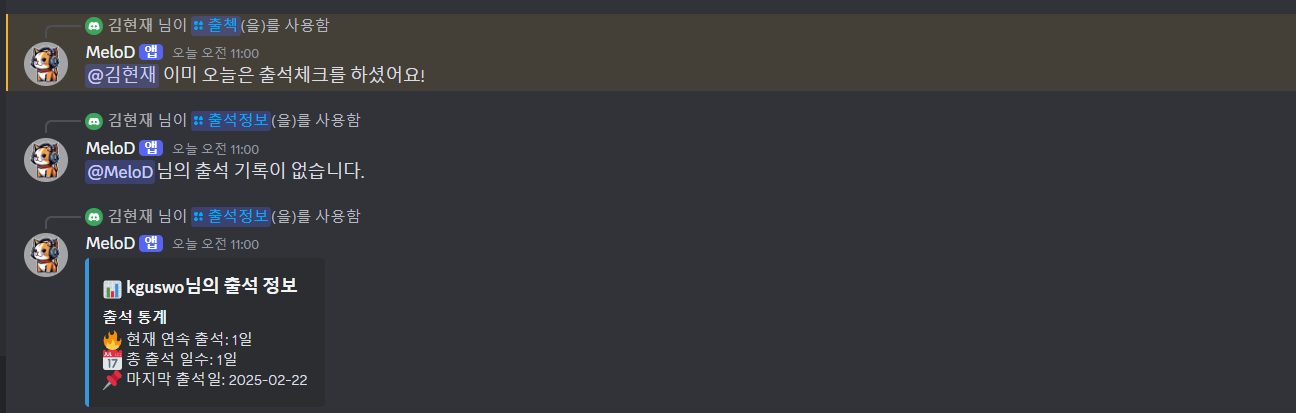 김현재 님이 출첵(을)를 사용함
MeloD 앱 오늘 오전 11:00
@김현재 이미 오늘은 출석체크를 하셨어요!
김현재 님이 출석정보(을)를 사용함
MeloD 앱 오늘 오전 11:00
@MeloD님의 출석 기록이 없습니다.
김현재 님이 출석정보(을)를 사용함
MeloD 앱 오늘 오전 11:00
📊 kguswo님의 출석 정보
출석 통계
🔥 현재 연속 출석: 1일
📅 총 출석 일수: 1일
📌 마지막 출석일: 2025-02-22